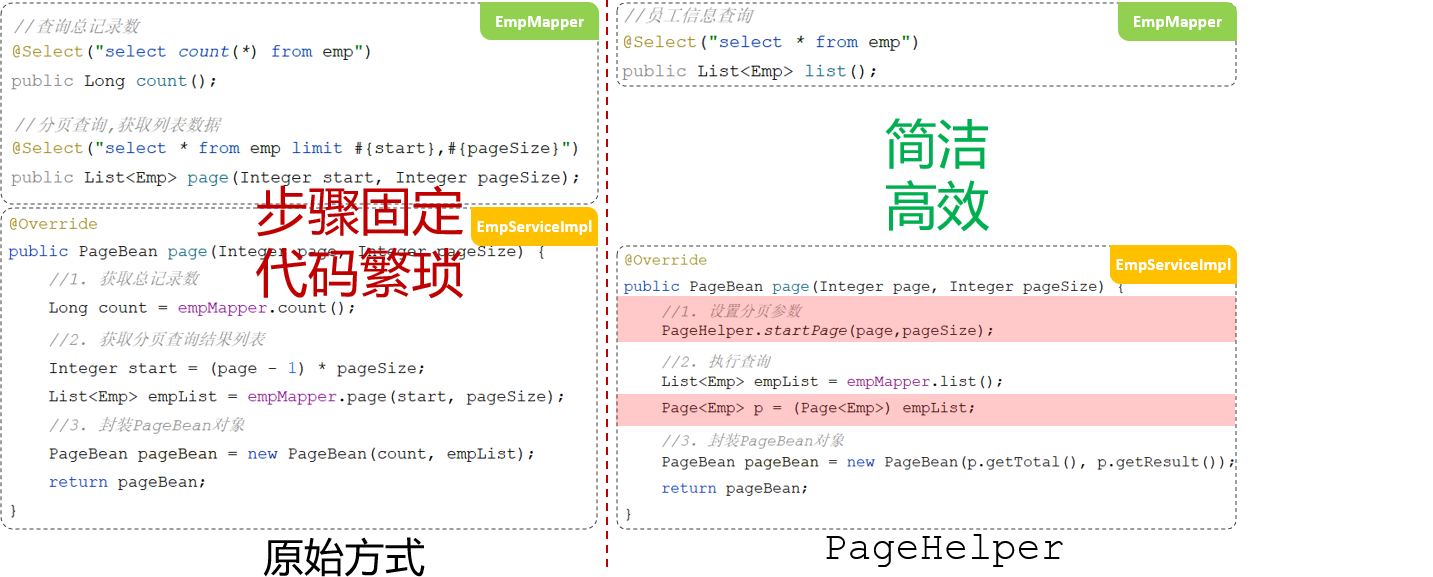 //查询总记录数
EmpMapper
@Select("select count(*) from emp")
public Long count();
//分页查询,获取列表数据
@Select("select * from emp limit #{start},#{pageSize}")
public List<Emp> page(Integer start, Integer pageSize);
步骤固定
代码繁琐
@Override
EmpServiceImpl
public PageBean page(Integer page, Integer pageSize) {
//1. 获取总记录数
Long count = empMapper.count();
//2. 获取分页查询结果列表
Integer start = (page - 1) * pageSize;
List<Emp> empList = empMapper.page(start, pageSize);
//3. 封装PageBean对象
PageBean pageBean = new PageBean(count, empList);
return pageBean;
}
原始方式
//员工信息查询
EmpMapper
@Select("select * from emp")
public List<Emp> list();
简洁
高效
@Override
EmpServiceImpl
public PageBean page(Integer page, Integer pageSize) {
//1. 设置分页参数
PageHelper.startPage(page,pageSize);
//2. 执行查询
List<Emp> empList = empMapper.list();
Page<Emp> p = (Page<Emp>) empList;
//3. 封装PageBean对象
PageBean pageBean = new PageBean(p.getTotal(), p.getResult());
return pageBean;
}
PageHelper